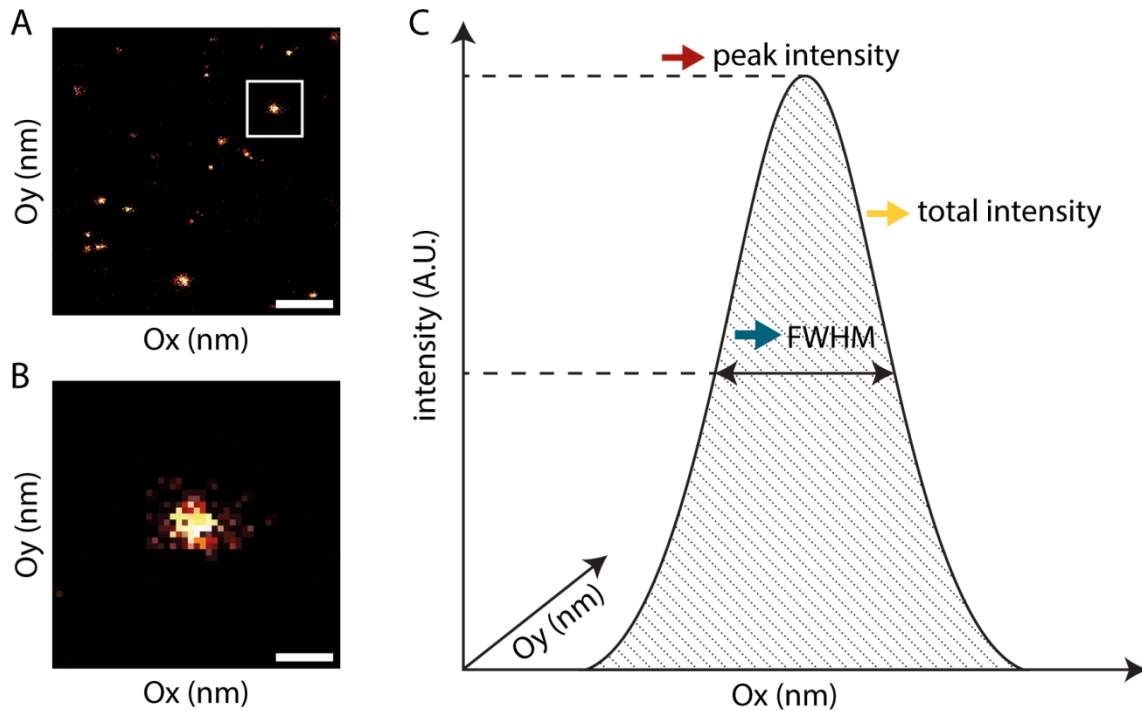 A
Oy (nm)
Ox (nm)
B
Oy (nm)
Ox (nm)
C
peak intensity
total intensity
FWHM
intensity (A.U.)
Oy (nm)
Ox (nm)